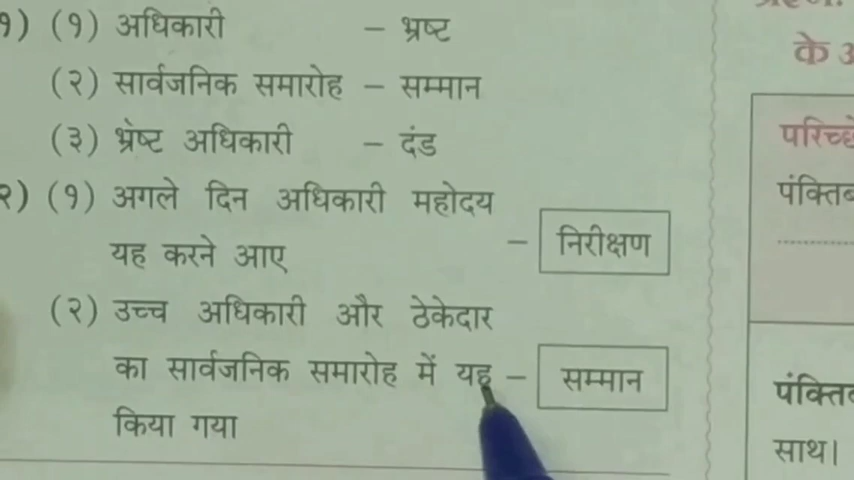 १) (१) अधिकारी – भ्रष्ट
(२) सार्वजनिक समारोह – सम्मान
(३) भ्रष्ट अधिकारी – दंड
२) (१) अगले दिन अधिकारी महोदय
यह करने आए – निरीक्षण
(२) उच्च अधिकारी और ठेकेदार
का सार्वजनिक समारोह में यह – सम्मान
किया गया
के
साथ।